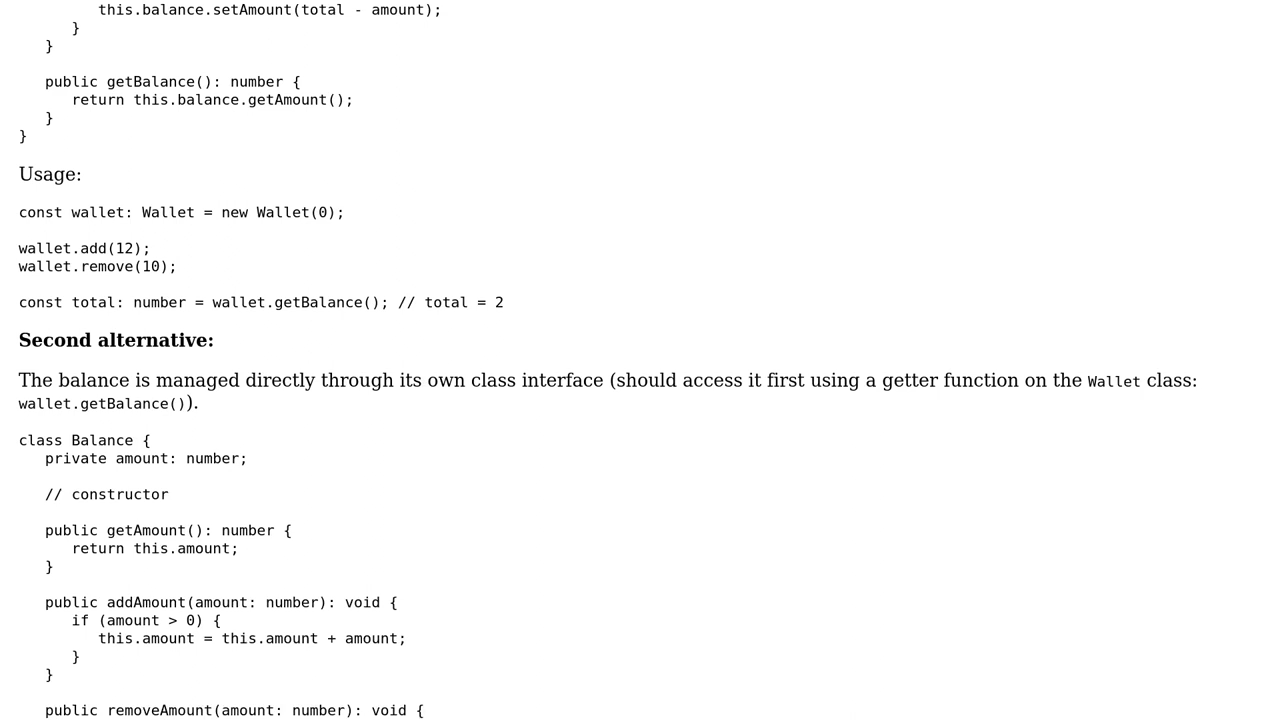 this.balance.setAmount(total - amount);
      }
   }

   public getBalance(): number {
      return this.balance.getAmount();
   }
}
Usage:
const wallet: Wallet = new Wallet(0);

wallet.add(12);
wallet.remove(10);

const total: number = wallet.getBalance(); // total = 2
Second alternative:
The balance is managed directly through its own class interface (should access it first using a getter function on the Wallet class:
wallet.getBalance()).
class Balance {
   private amount: number;

   // constructor

   public getAmount(): number {
      return this.amount;
   }

   public addAmount(amount: number): void {
      if (amount > 0) {
         this.amount = this.amount + amount;
      }
   }

   public removeAmount(amount: number): void {